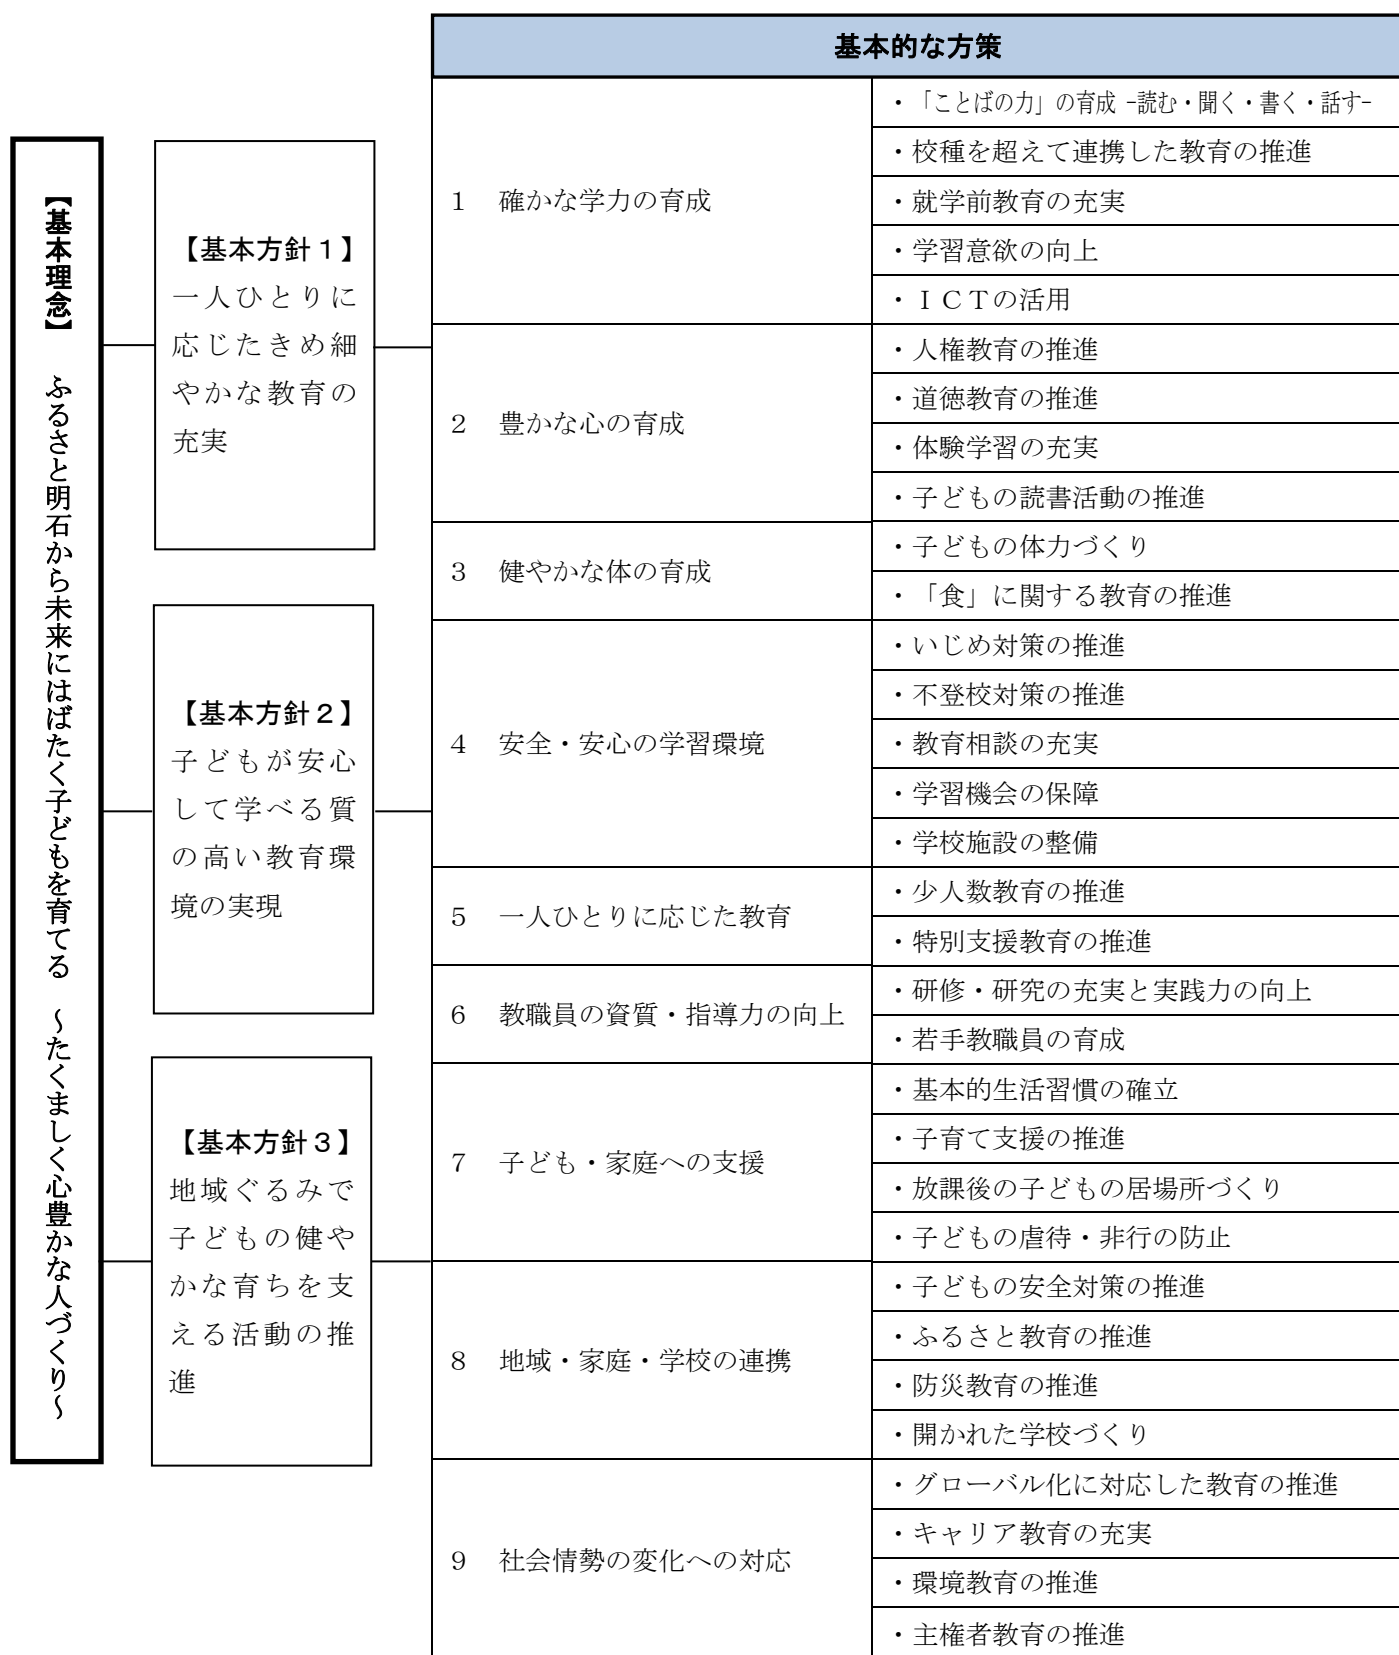 基本的な方策
【基本理念】　ふるさと明石から未来にはばたく子どもを育てる　～たくましく心豊かな人づくり～
【基本方針１】
一人ひとりに
応じたきめ細
やかな教育の
充実
【基本方針２】
子どもが安心
して学べる質
の高い教育環
境の実現
【基本方針３】
地域ぐるみで
子どもの健や
かな育ちを支
える活動の推
進
１　確かな学力の育成
・「ことばの力」の育成 -読む・聞く・書く・話す-
・校種を超えて連携した教育の推進
・就学前教育の充実
・学習意欲の向上
・ＩＣＴの活用
２　豊かな心の育成
・人権教育の推進
・道徳教育の推進
・体験学習の充実
・子どもの読書活動の推進
３　健やかな体の育成
・子どもの体力づくり
・「食」に関する教育の推進
４　安全・安心の学習環境
・いじめ対策の推進
・不登校対策の推進
・教育相談の充実
・学習機会の保障
・学校施設の整備
５　一人ひとりに応じた教育
・少人数教育の推進
・特別支援教育の推進
６　教職員の資質・指導力の向上
・研修・研究の充実と実践力の向上
・若手教職員の育成
７　子ども・家庭への支援
・基本的生活習慣の確立
・子育て支援の推進
・放課後の子どもの居場所づくり
・子どもの虐待・非行の防止
８　地域・家庭・学校の連携
・子どもの安全対策の推進
・ふるさと教育の推進
・防災教育の推進
・開かれた学校づくり
９　社会情勢の変化への対応
・グローバル化に対応した教育の推進
・キャリア教育の充実
・環境教育の推進
・主権者教育の推進